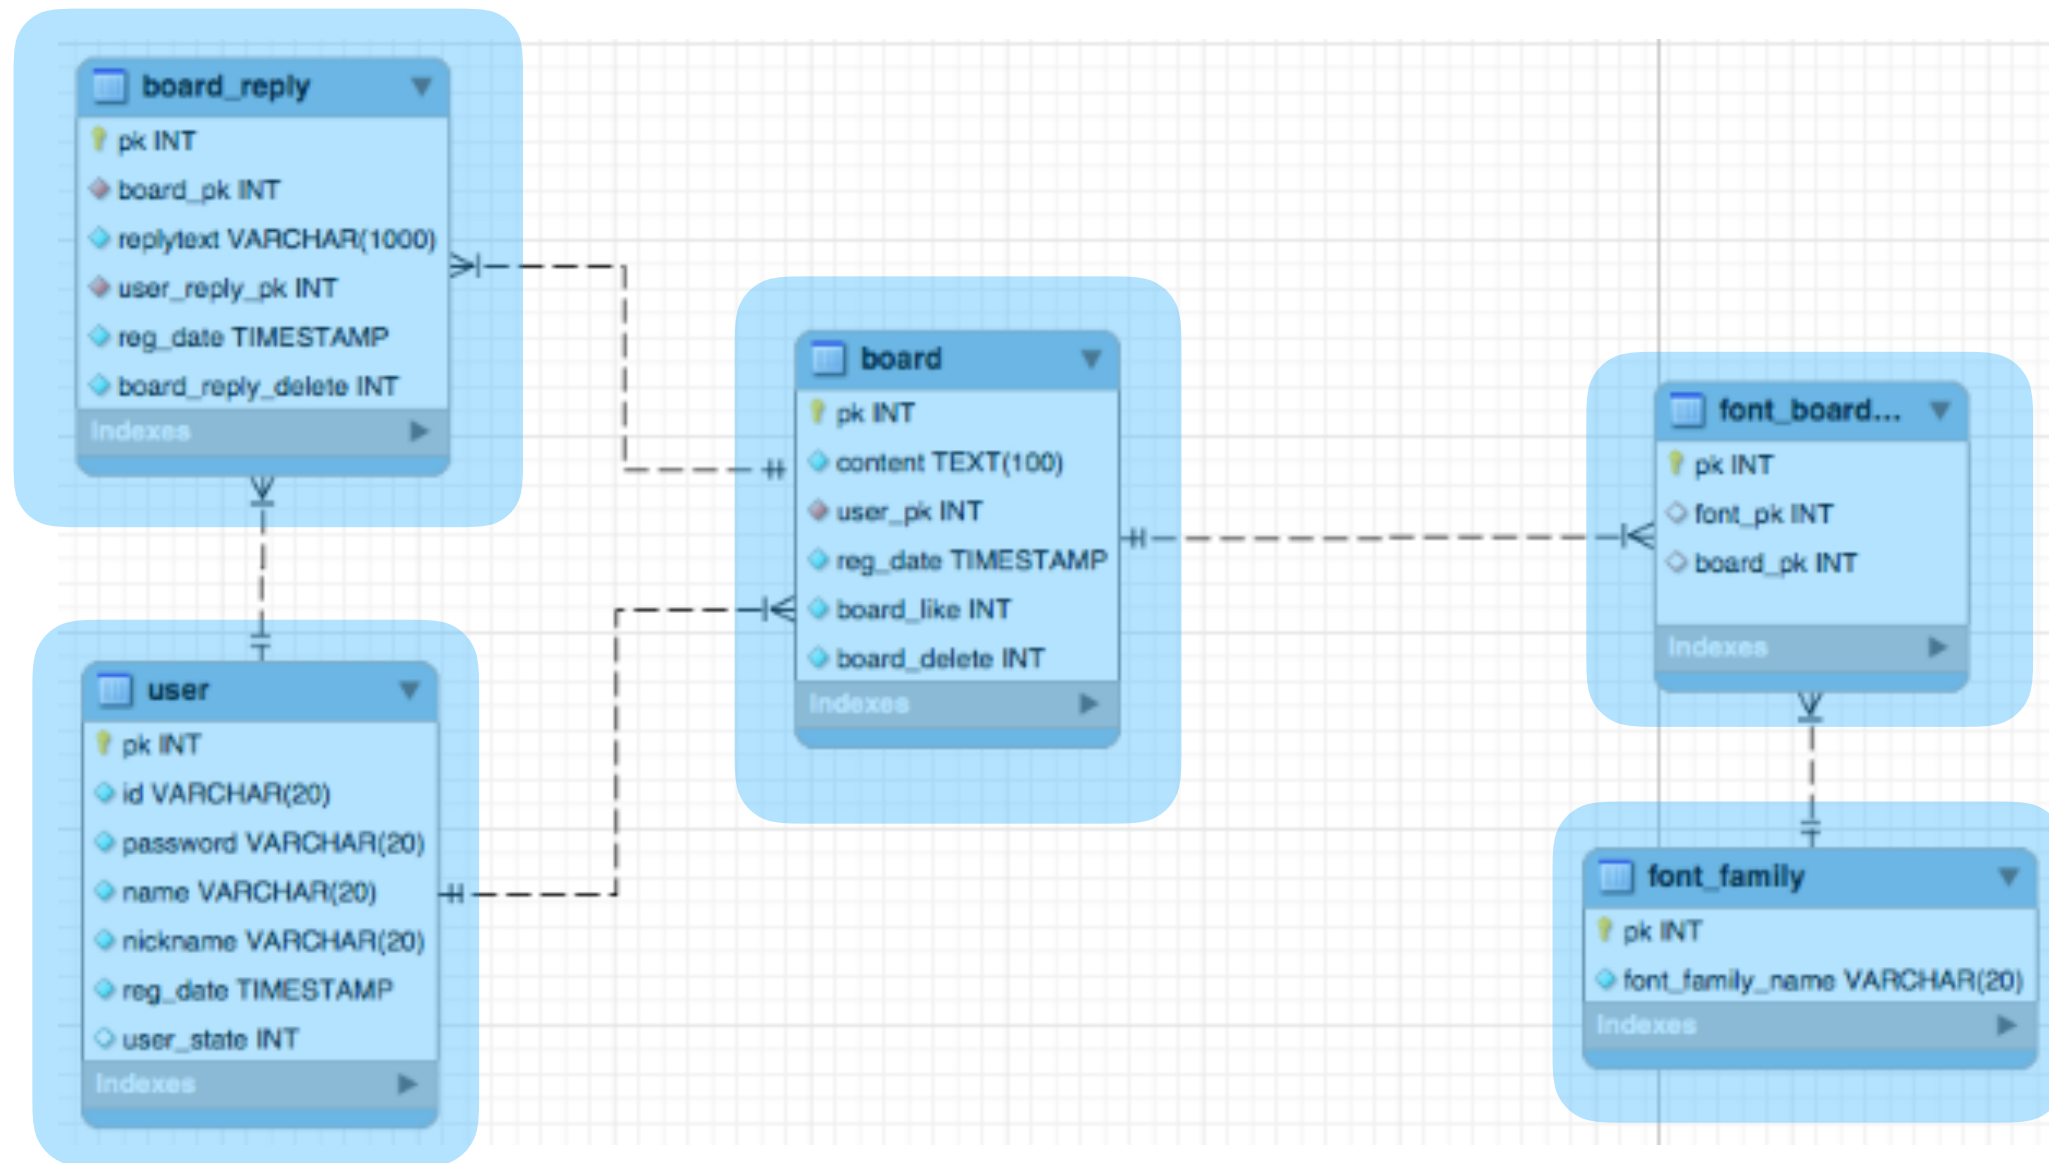 board_reply
pk INT
board_pk INT
replytext VARCHAR(1000)
user_reply_pk INT
reg_date TIMESTAMP
board_reply_delete INT
Indexes
user
pk INT
id VARCHAR(20)
password VARCHAR(20)
name VARCHAR(20)
nickname VARCHAR(20)
reg_date TIMESTAMP
user_state INT
Indexes
board
pk INT
content TEXT(100)
user_pk INT
reg_date TIMESTAMP
board_like INT
board_delete INT
Indexes
font_board...
pk INT
font_pk INT
board_pk INT
Indexes
font_family
pk INT
font_family_name VARCHAR(20)
Indexes